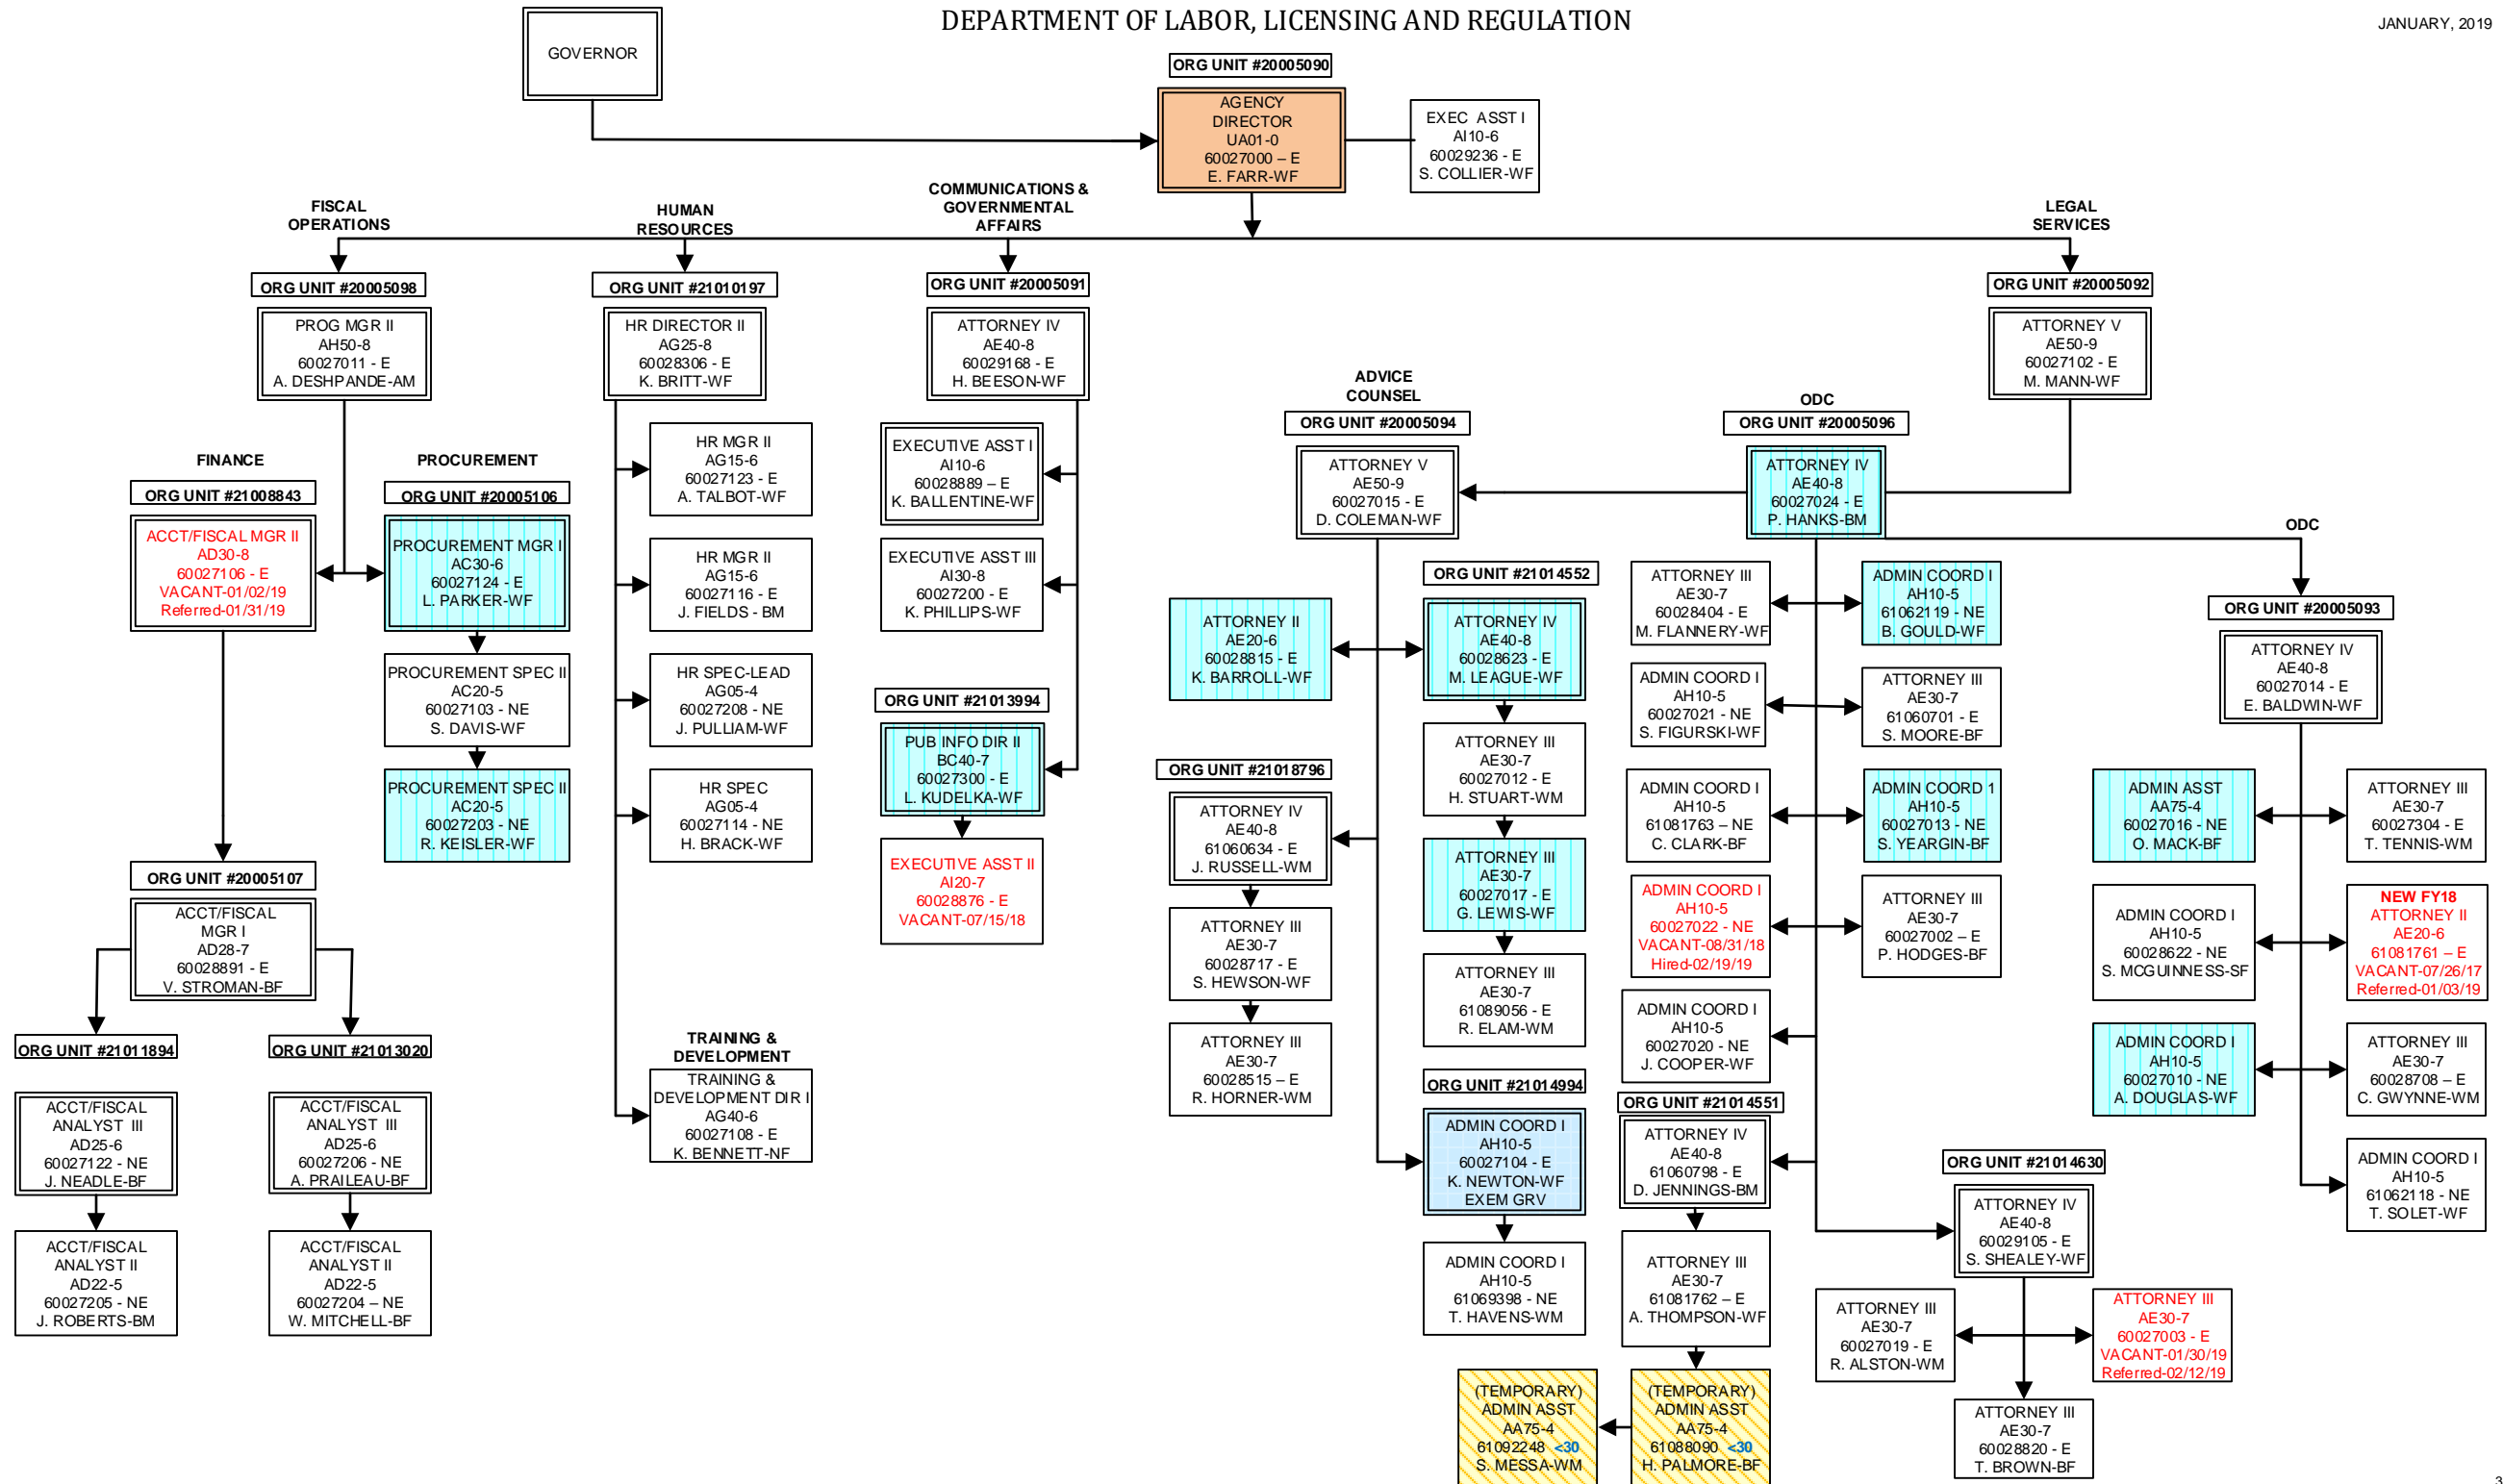 DEPARTMENT OF LABOR, LICENSING AND REGULATION
JANUARY, 2019
GOVERNOR
ORG UNIT #20005090
AGENCY
DIRECTOR
UA01-0
60027000 – E
E. FARR-WF
EXEC ASST I
AI10-6
60029236 - E
S. COLLIER-WF
FISCAL
OPERATIONS
HUMAN
RESOURCES
COMMUNICATIONS &
GOVERNMENTAL
AFFAIRS
LEGAL
SERVICES
ORG UNIT #20005098
PROG MGR II
AH50-8
60027011 - E
A. DESHPANDE-AM
FINANCE
ORG UNIT #21008843
ACCT/FISCAL MGR II
AD30-8
60027106 - E
VACANT-01/02/19
Referred-01/31/19
PROCUREMENT
ORG UNIT #20005106
PROCUREMENT MGR I
AC30-6
60027124 - E
L. PARKER-WF
PROCUREMENT SPEC II
AC20-5
60027103 - NE
S. DAVIS-WF
PROCUREMENT SPEC II
AC20-5
60027203 - NE
R. KEISLER-WF
ORG UNIT #20005107
ACCT/FISCAL
MGR I
AD28-7
60028891 - E
V. STROMAN-BF
ORG UNIT #21011894
ACCT/FISCAL
ANALYST III
AD25-6
60027122 - NE
J. NEADLE-BF
ACCT/FISCAL
ANALYST II
AD22-5
60027205 - NE
J. ROBERTS-BM
ORG UNIT #21013020
ACCT/FISCAL
ANALYST III
AD25-6
60027206 - NE
A. PRAILEAU-BF
ACCT/FISCAL
ANALYST II
AD22-5
60027204 – NE
W. MITCHELL-BF
ORG UNIT #21010197
HR DIRECTOR II
AG25-8
60028306 - E
K. BRITT-WF
HR MGR II
AG15-6
60027123 - E
A. TALBOT-WF
HR MGR II
AG15-6
60027116 - E
J. FIELDS - BM
HR SPEC-LEAD
AG05-4
60027208 - NE
J. PULLIAM-WF
HR SPEC
AG05-4
60027114 - NE
H. BRACK-WF
TRAINING &
DEVELOPMENT
TRAINING &
DEVELOPMENT DIR I
AG40-6
60027108 - E
K. BENNETT-NF
ORG UNIT #20005091
ATTORNEY IV
AE40-8
60029168 - E
H. BEESON-WF
EXECUTIVE ASST I
AI10-6
60028889 – E
K. BALLENTINE-WF
EXECUTIVE ASST III
AI30-8
60027200 - E
K. PHILLIPS-WF
ORG UNIT #21013994
PUB INFO DIR II
BC40-7
60027300 - E
L. KUDELKA-WF
EXECUTIVE ASST II
AI20-7
60028876 - E
VACANT-07/15/18
ORG UNIT #20005092
ATTORNEY V
AE50-9
60027102 - E
M. MANN-WF
ADVICE
COUNSEL
ORG UNIT #20005094
ATTORNEY V
AE50-9
60027015 - E
D. COLEMAN-WF
ATTORNEY II
AE20-6
60028815 - E
K. BARROLL-WF
ORG UNIT #21014552
ATTORNEY IV
AE40-8
60028623 - E
M. LEAGUE-WF
ATTORNEY III
AE30-7
60027012 - E
H. STUART-WM
ATTORNEY III
AE30-7
60027017 - E
G. LEWIS-WF
ATTORNEY III
AE30-7
61089056 - E
R. ELAM-WM
ORG UNIT #21018796
ATTORNEY IV
AE40-8
61060634 - E
J. RUSSELL-WM
ATTORNEY III
AE30-7
60028717 - E
S. HEWSON-WF
ATTORNEY III
AE30-7
60028515 – E
R. HORNER-WM
ORG UNIT #21014994
ADMIN COORD I
AH10-5
60027104 - E
K. NEWTON-WF
EXEM GRV
ADMIN COORD I
AH10-5
61069398 - NE
T. HAVENS-WM
ODC
ORG UNIT #20005096
ATTORNEY IV
AE40-8
60027024 - E
P. HANKS-BM
ATTORNEY III
AE30-7
60028404 - E
M. FLANNERY-WF
ADMIN COORD I
AH10-5
61062119 - NE
B. GOULD-WF
ADMIN COORD I
AH10-5
60027021 - NE
S. FIGURSKI-WF
ATTORNEY III
AE30-7
61060701 - E
S. MOORE-BF
ADMIN COORD I
AH10-5
61081763 – NE
C. CLARK-BF
ADMIN COORD 1
AH10-5
60027013 - NE
S. YEARGIN-BF
ADMIN COORD I
AH10-5
60027022 - NE
VACANT-08/31/18
Hired-02/19/19
ATTORNEY III
AE30-7
60027002 – E
P. HODGES-BF
ADMIN COORD I
AH10-5
60027020 - NE
J. COOPER-WF
ORG UNIT #21014551
ATTORNEY IV
AE40-8
61060798 - E
D. JENNINGS-BM
ATTORNEY III
AE30-7
61081762 – E
A. THOMPSON-WF
(TEMPORARY)
ADMIN ASST
AA75-4
61092248 <30
S. MESSA-WM
(TEMPORARY)
ADMIN ASST
AA75-4
61088090 <30
H. PALMORE-BF
ORG UNIT #21014630
ATTORNEY IV
AE40-8
60029105 - E
S. SHEALEY-WF
ATTORNEY III
AE30-7
60027019 - E
R. ALSTON-WM
ATTORNEY III
AE30-7
60027003 - E
VACANT-01/30/19
Referred-02/12/19
ATTORNEY III
AE30-7
60028820 - E
T. BROWN-BF
ODC
ORG UNIT #20005093
ATTORNEY IV
AE40-8
60027014 - E
E. BALDWIN-WF
ADMIN ASST
AA75-4
60027016 - NE
O. MACK-BF
ATTORNEY III
AE30-7
60027304 - E
T. TENNIS-WM
ADMIN COORD I
AH10-5
60028622 - NE
S. MCGUINNESS-SF
NEW FY18
ATTORNEY II
AE20-6
61081761 – E
VACANT-07/26/17
Referred-01/03/19
ADMIN COORD I
AH10-5
60027010 - NE
A. DOUGLAS-WF
ATTORNEY III
AE30-7
60028708 – E
C. GWYNNE-WM
ADMIN COORD I
AH10-5
61062118 - NE
T. SOLET-WF
3